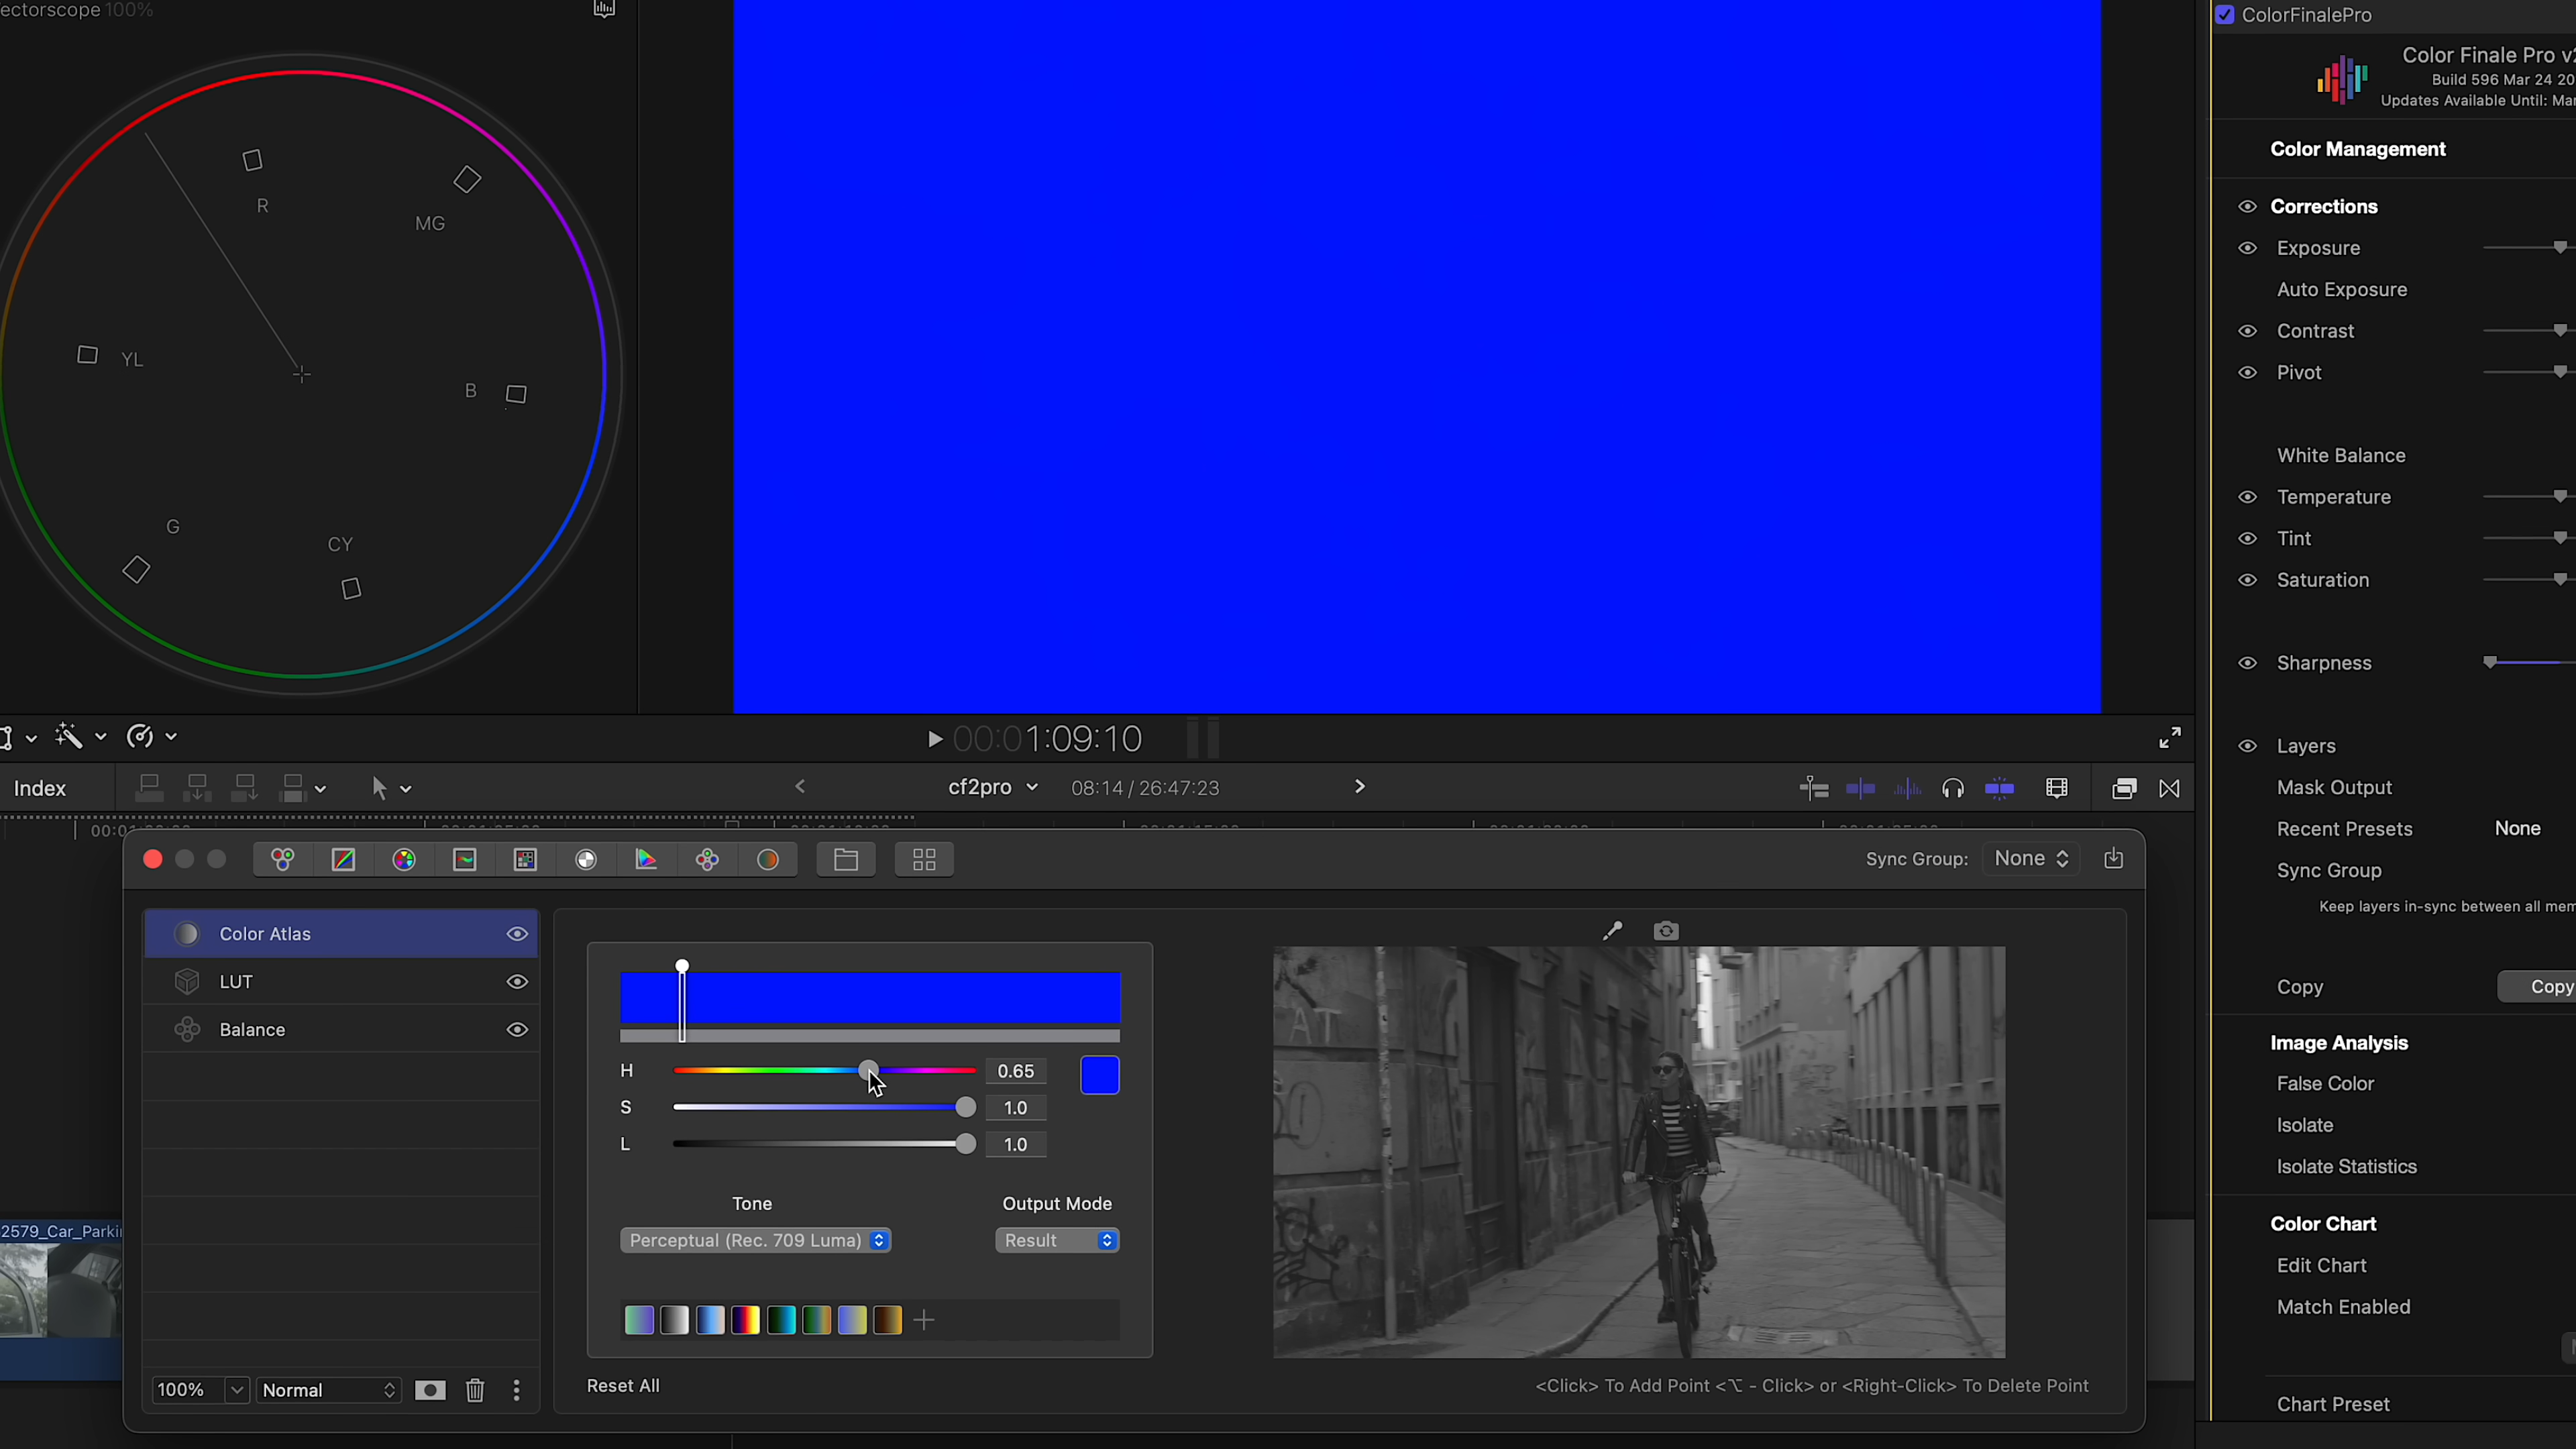 ectorscope 100%
R
MG
YL
B
G
CY
ColorFinalePro
Color Finale Pro v2
Build 596 Mar 24 20
Updates Available Until: Mar
Color Management
Corrections
Exposure
Auto Exposure
Contrast
Pivot
White Balance
Temperature
Tint
Saturation
Sharpness
Layers
Mask Output
Recent Presets
None
Sync Group
Keep layers in-sync between all mem
Copy
Copy
Image Analysis
False Color
Isolate
Isolate Statistics
Color Chart
Edit Chart
Match Enabled
Chart Preset
00:01:09:10
Index
cf2pro
08:14 / 26:47:23
Sync Group:
None
Color Atlas
LUT
Balance
H
0.65
S
1.0
L
1.0
Tone
Output Mode
Perceptual (Rec. 709 Luma)
Result
100%
Normal
Reset All
<Click> To Add Point <⌥ - Click> or <Right-Click> To Delete Point
2579_Car_Parkin